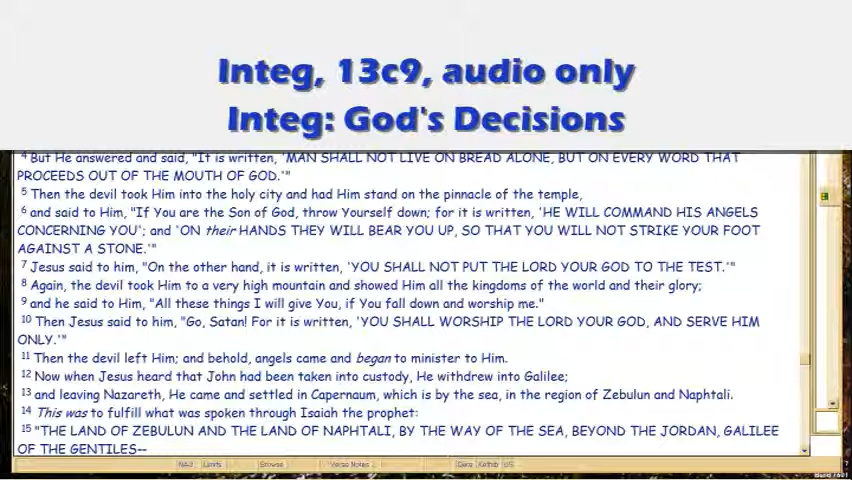 Integ, 13c9, audio only
Integ: God's Decisions
4 But He answered and said, "It is written, 'MAN SHALL NOT LIVE ON BREAD ALONE, BUT ON EVERY WORD THAT
PROCEEDS OUT OF THE MOUTH OF GOD.'"
5 Then the devil took Him into the holy city and had Him stand on the pinnacle of the temple,
6 and said to Him, "If You are the Son of God, throw Yourself down; for it is written, 'HE WILL COMMAND HIS ANGELS
CONCERNING YOU'; and 'ON their HANDS THEY WILL BEAR YOU UP, SO THAT YOU WILL NOT STRIKE YOUR FOOT
AGAINST A STONE.'"
7 Jesus said to him, "On the other hand, it is written, 'YOU SHALL NOT PUT THE LORD YOUR GOD TO THE TEST.'"
8 Again, the devil took Him to a very high mountain and showed Him all the kingdoms of the world and their glory;
9 and he said to Him, "All these things I will give You, if You fall down and worship me."
10 Then Jesus said to him, "Go, Satan! For it is written, 'YOU SHALL WORSHIP THE LORD YOUR GOD, AND SERVE HIM
ONLY.'"
11 Then the devil left Him; and behold, angels came and began to minister to Him.
12 Now when Jesus heard that John had been taken into custody, He withdrew into Galilee;
13 and leaving Nazareth, He came and settled in Capernaum, which is by the sea, in the region of Zebulun and Naphtali.
14 This was to fulfill what was spoken through Isaiah the prophet:
15 "THE LAND OF ZEBULUN AND THE LAND OF NAPHTALI, BY THE WAY OF THE SEA, BEYOND THE JORDAN, GALILEE
OF THE GENTILES--
Limits Browse Verse Notes